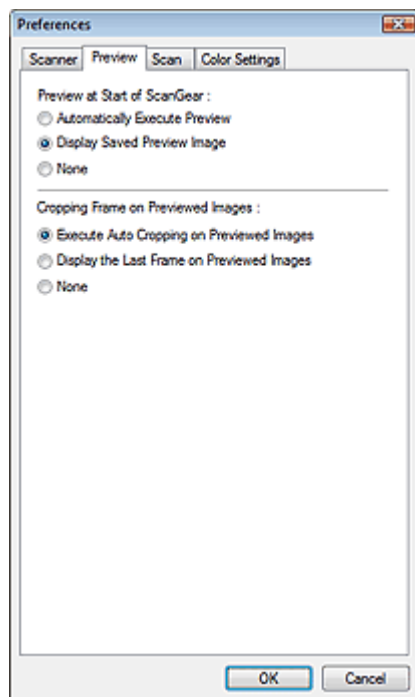 Preferences
Scanner Preview Scan Color Settings
Preview at Start of ScanGear :
Automatically Execute Preview
Display Saved Preview Image
None
Cropping Frame on Previewed Images :
Execute Auto Cropping on Previewed Images
Display the Last Frame on Previewed Images
None
OK Cancel